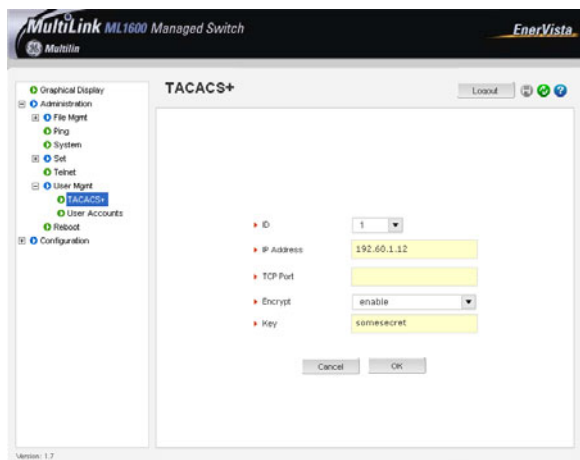 MultiLink ML1600 Managed Switch
EnerVista
Multilin
TACACS+
Logout
Graphical Display
Administration
File Mgmt
Ping
System
Set
Telnet
User Mgmt
TACACS+
User Accounts
Reboot
Configuration
ID 1
IP Address 192.60.1.12
TCP Port
Encrypt enable
Key somesecret
Cancel OK
Version: 1.7